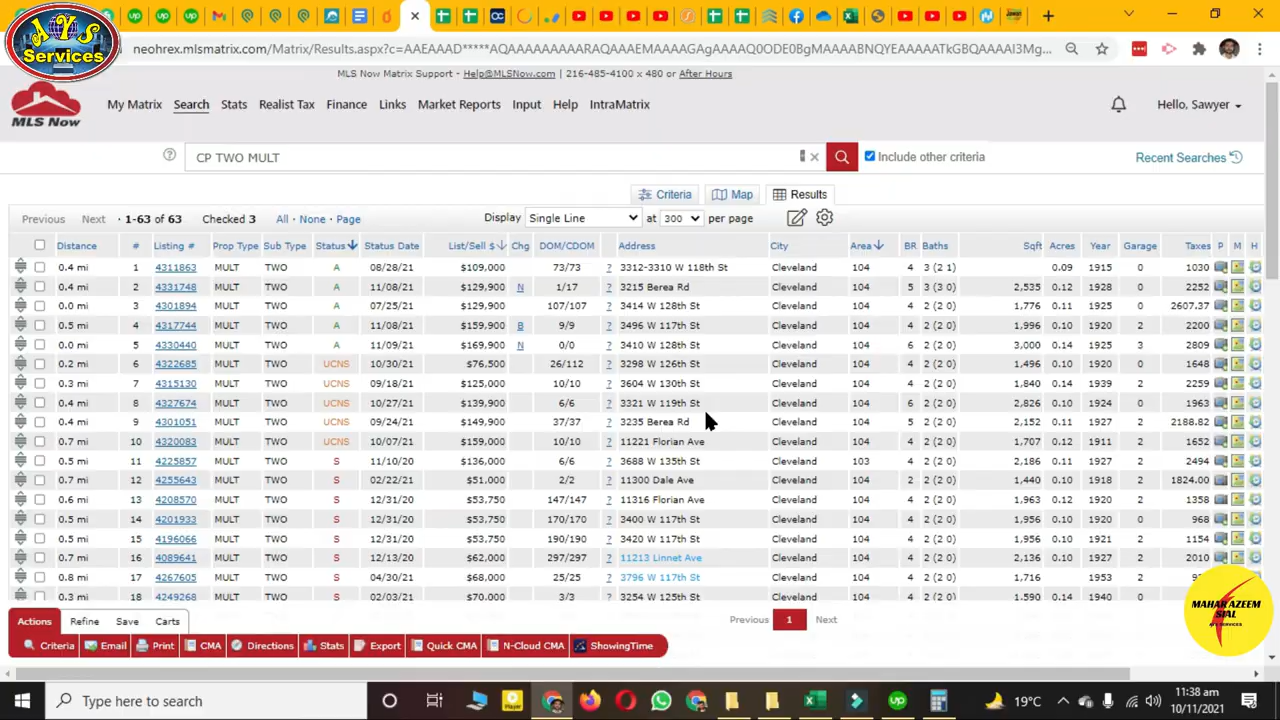 AYS
Services
neohrex.mlsmatrix.com/Matrix/Results.aspx?c=AAEAAAD*****AQAAAAAAAAARAQAAAEMAAAAGAgAAAAQ0ODE0BgMAAAABNQYEAAAAATkGBQAAAAI3Mg...
MLS Now Matrix Support - Help@MLSNow.com | 216-485-4100 x 480 or After Hours
MLS Now
My Matrix Search Stats Realist Tax Finance Links Market Reports Input Help IntraMatrix
Hello, Sawyer
CP TWO MULT
Include other criteria
Recent Searches
Criteria Map Results
Previous Next · 1-63 of 63 Checked 3 All · None · Page Display Single Line at 300 per page
Distance # Listing # Prop Type Sub Type Status Status Date List/Sell $ Chg DOM/CDOM Address City Area BR Baths Sqft Acres Year Garage Taxes P M H
0.4 mi 1 4311863 MULT TWO A 08/28/21 $109,000 73/73 ? 3312-3310 W 118th St Cleveland 104 4 3 (2 1) 0.09 1915 0 1030
0.4 mi 2 4331748 MULT TWO A 11/08/21 $129,900 N 1/17 ? 3215 Berea Rd Cleveland 104 5 3 (3 0) 2,535 0.12 1928 0 2252
0.0 mi 3 4301894 MULT TWO A 07/25/21 $129,900 107/107 ? 3414 W 128th St Cleveland 104 4 2 (2 0) 1,776 0.11 1925 0 2607.37
0.5 mi 4 4317744 MULT TWO A 11/08/21 $159,900 B 9/9 ? 3496 W 117th St Cleveland 104 4 2 (2 0) 1,996 0.10 1920 2 2200
0.0 mi 5 4330440 MULT TWO A 11/09/21 $169,900 N 0/0 ? 3410 W 128th St Cleveland 104 6 2 (2 0) 3,000 0.14 1925 3 2809
0.2 mi 6 4322685 MULT TWO UCNS 10/30/21 $76,500 26/112 ? 3298 W 126th St Cleveland 104 4 2 (2 0) 1,496 0.10 1920 2 1648
0.3 mi 7 4315130 MULT TWO UCNS 09/18/21 $125,000 10/10 ? 3604 W 130th St Cleveland 104 4 2 (2 0) 1,840 0.14 1939 2 2259
0.4 mi 8 4327674 MULT TWO UCNS 10/27/21 $139,900 6/6 ? 3321 W 119th St Cleveland 104 6 2 (2 0) 2,826 0.10 1924 0 1963
0.4 mi 9 4301051 MULT TWO UCNS 09/24/21 $149,900 37/37 ? 3235 Berea Rd Cleveland 104 5 2 (2 0) 2,152 0.11 1927 0 2188.82
0.7 mi 10 4320083 MULT TWO UCNS 10/07/21 $159,000 10/10 ? 11221 Florian Ave Cleveland 104 4 2 (2 0) 1,707 0.12 1911 2 1652
0.5 mi 11 4225857 MULT TWO S 11/10/20 $136,000 6/6 ? 3688 W 135th St Cleveland 103 4 2 (2 0) 2,186 0.11 1927 2 2494
0.7 mi 12 4255643 MULT TWO S 02/22/21 $51,000 2/2 ? 11300 Dale Ave Cleveland 104 2 2 (2 0) 1,440 0.10 1918 2 1824.00
0.6 mi 13 4208570 MULT TWO S 12/31/20 $53,750 147/147 ? 11316 Florian Ave Cleveland 104 4 2 (2 0) 1,963 0.12 1920 2 1358
0.5 mi 14 4201933 MULT TWO S 12/31/20 $53,750 170/170 ? 3400 W 117th St Cleveland 104 4 2 (2 0) 1,956 0.10 1920 0 968
0.5 mi 15 4196066 MULT TWO S 12/31/20 $53,750 190/190 ? 3420 W 117th St Cleveland 104 4 2 (2 0) 1,956 0.10 1921 2 1154
0.7 mi 16 4089641 MULT TWO S 12/13/20 $62,000 297/297 ? 11213 Linnet Ave Cleveland 104 4 2 (2 0) 2,136 0.10 1927 2 2010
0.8 mi 17 4267605 MULT TWO S 04/30/21 $68,000 25/25 ? 3796 W 117th St Cleveland 104 4 2 (2 0) 1,716 1953 2
0.3 mi 18 4249268 MULT TWO S 02/03/21 $70,000 3/3 ? 3254 W 125th St Cleveland 104 4 2 (2 0) 1,590 0.14 1940 0
MAHAR AZEEM
SIAL
AYS SERVICES
Actions Refine Save Carts
Previous 1 Next
Criteria Email Print CMA Directions Stats Export Quick CMA N-Cloud CMA ShowingTime
Type here to search
19°C
11:38 am
10/11/2021